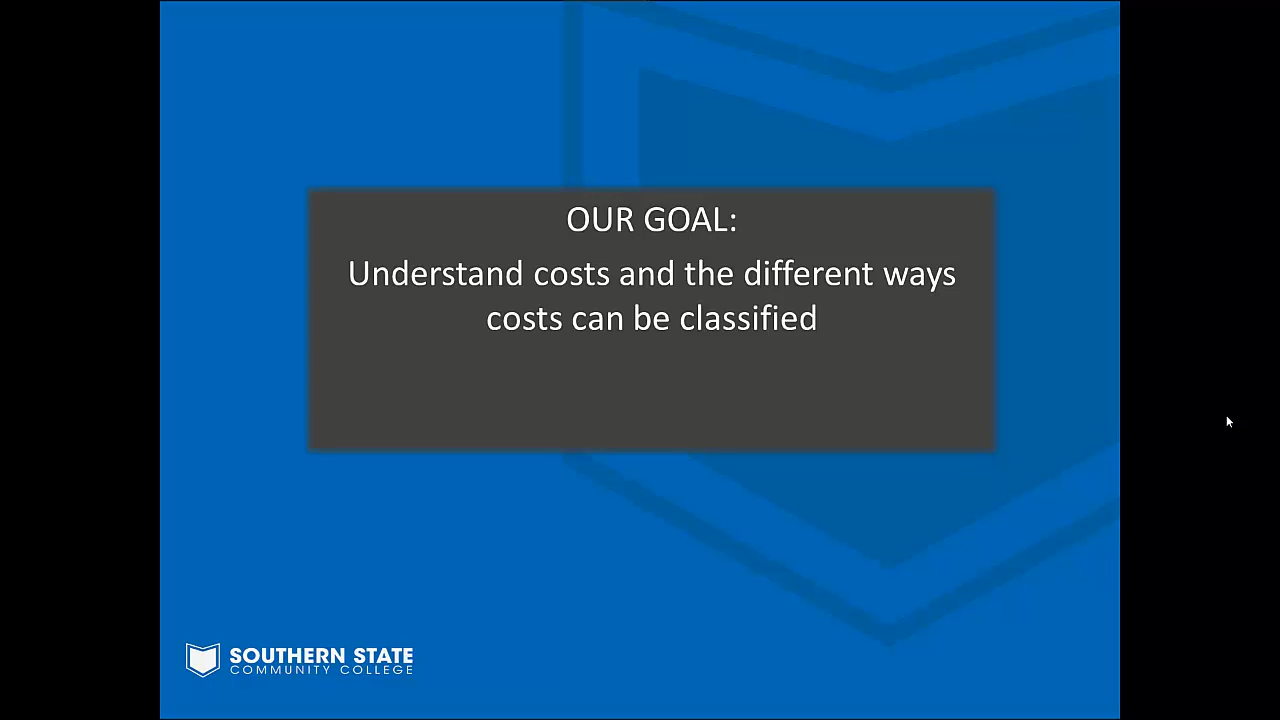 OUR GOAL:
Understand costs and the different ways
costs can be classified
SOUTHERN STATE
COMMUNITY COLLEGE